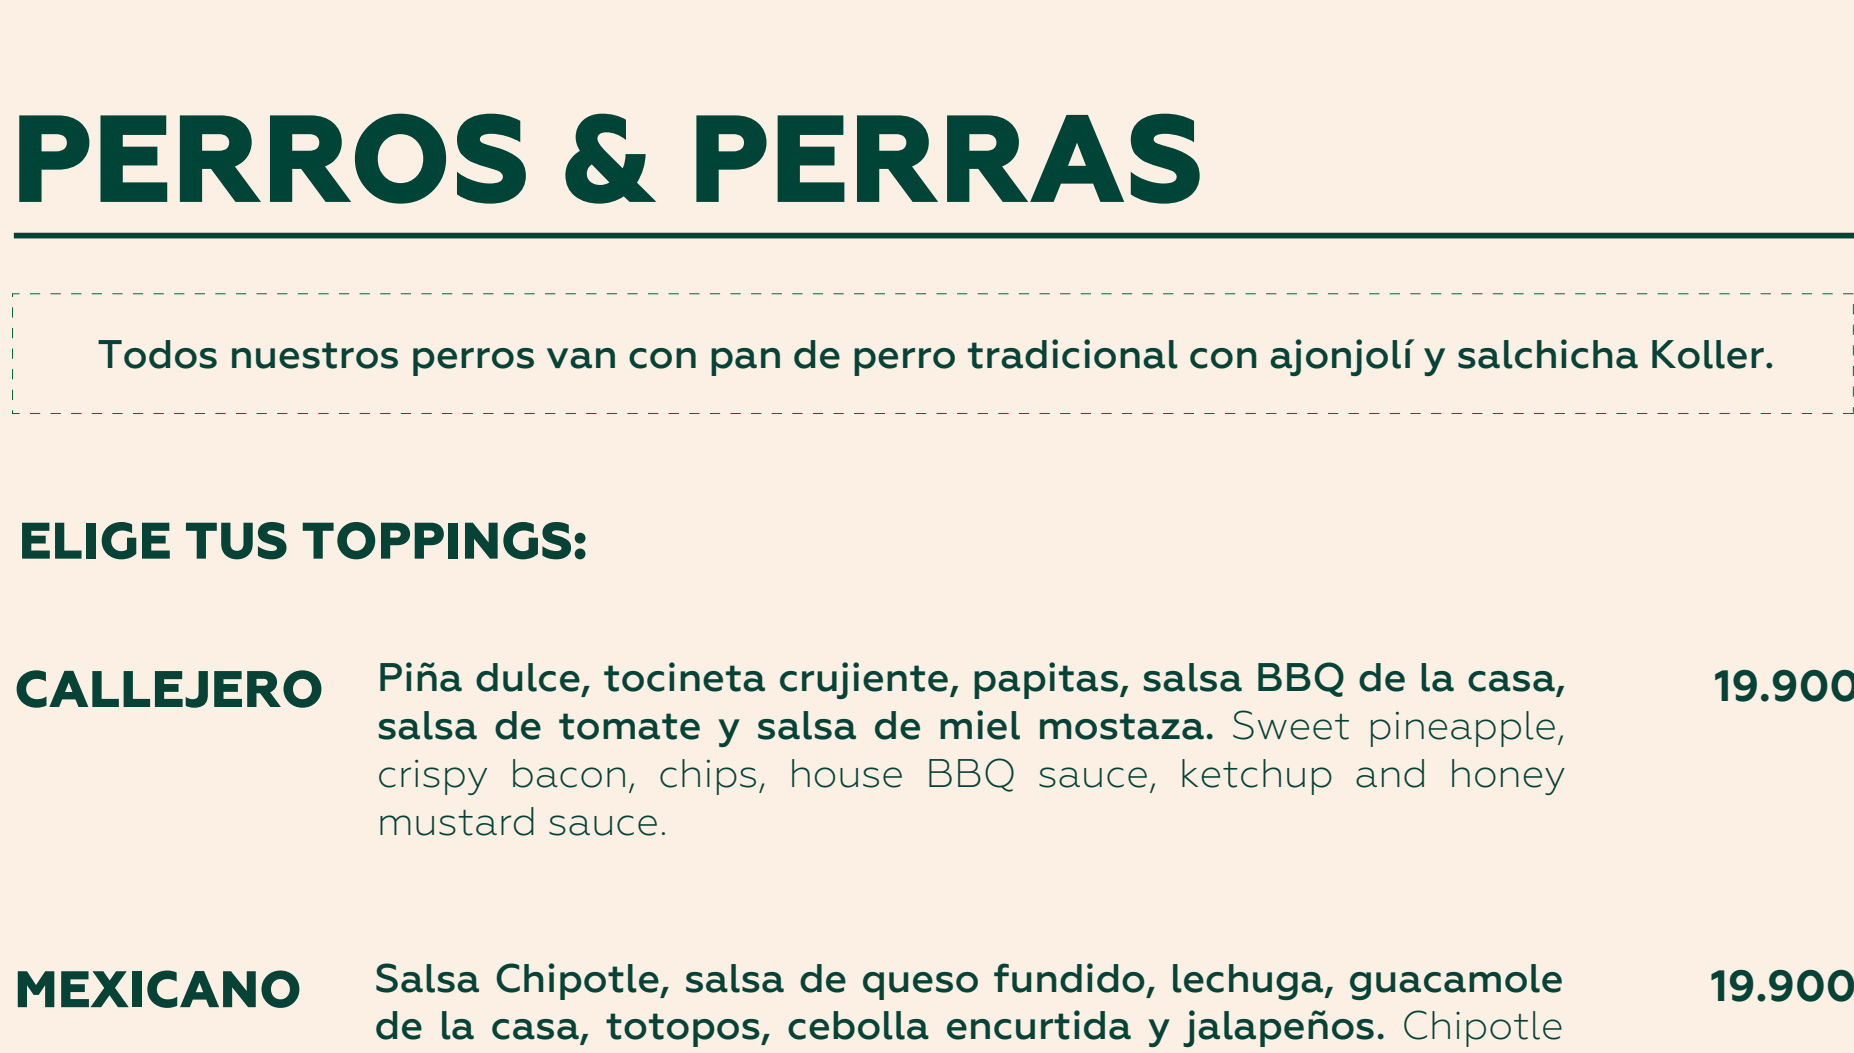 PERROS & PERRAS
Todos nuestros perros van con pan de perro tradicional con ajonjolí y salchicha Koller.
ELIGE TUS TOPPINGS:
CALLEJERO
Piña dulce, tocineta crujiente, papitas, salsa BBQ de la casa,
salsa de tomate y salsa de miel mostaza. Sweet pineapple,
crispy bacon, chips, house BBQ sauce, ketchup and honey
mustard sauce.
19.900
MEXICANO
Salsa Chipotle, salsa de queso fundido, lechuga, guacamole
de la casa, totopos, cebolla encurtida y jalapeños. Chipotle
19.900